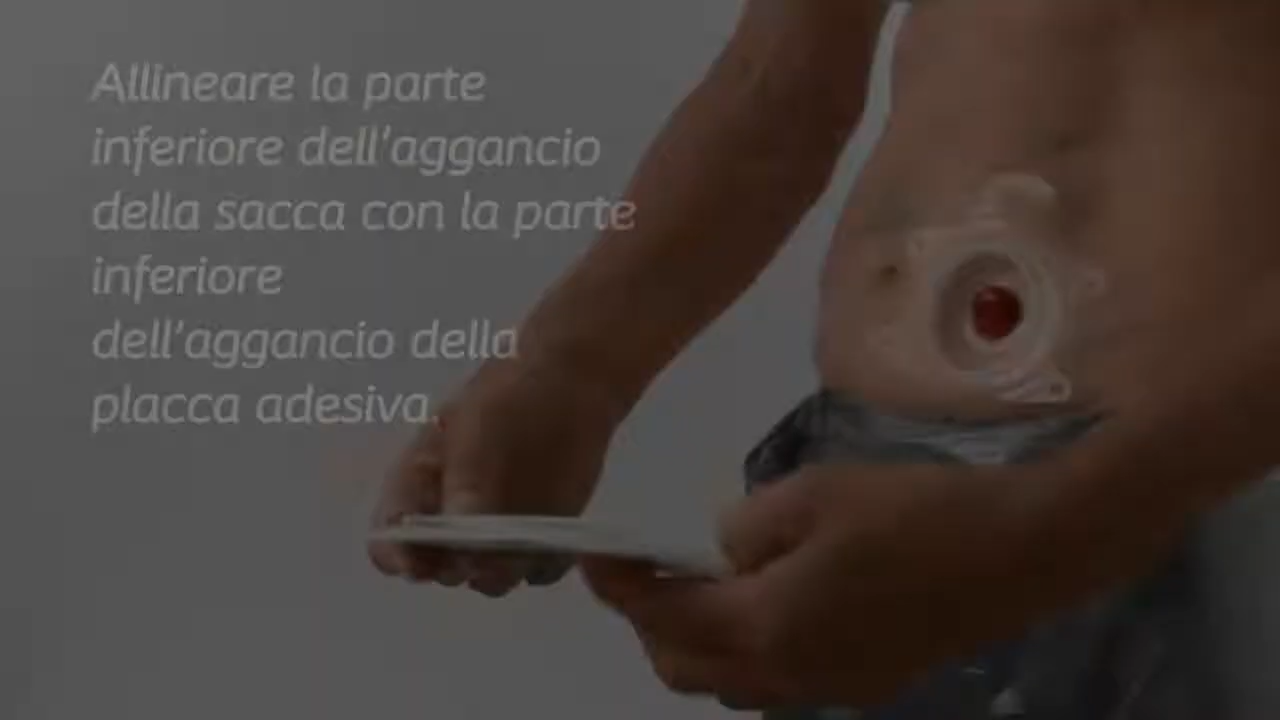 Allineare la parte
inferiore dell'aggancio
della sacca con la parte
inferiore
dell'aggancio della
placca adesiva.